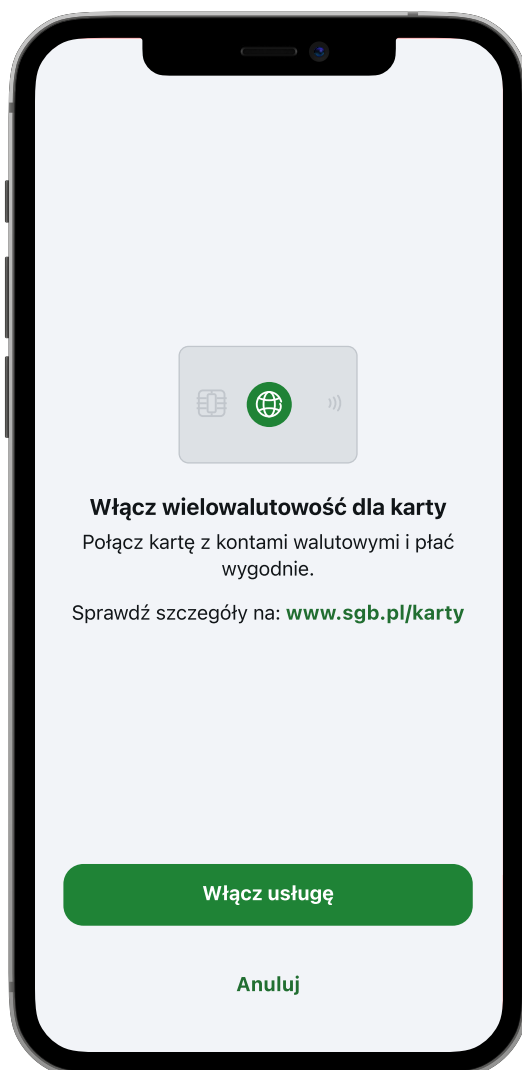 Włącz wielowalutowość dla karty
Połącz kartę z kontami walutowymi i płać
wygodnie.
Sprawdź szczegóły na: www.sgb.pl/karty
Włącz usługę
Anuluj